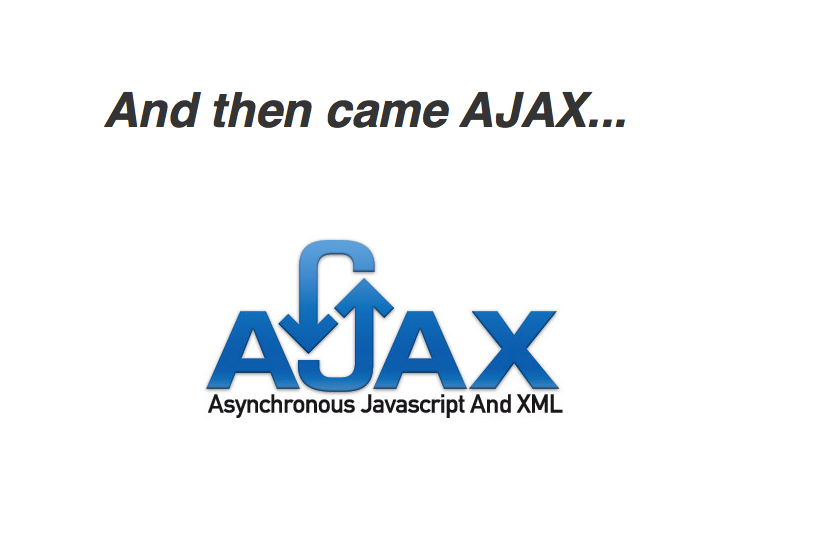 And then came AJAX...
AJAX
Asynchronous Javascript And XML